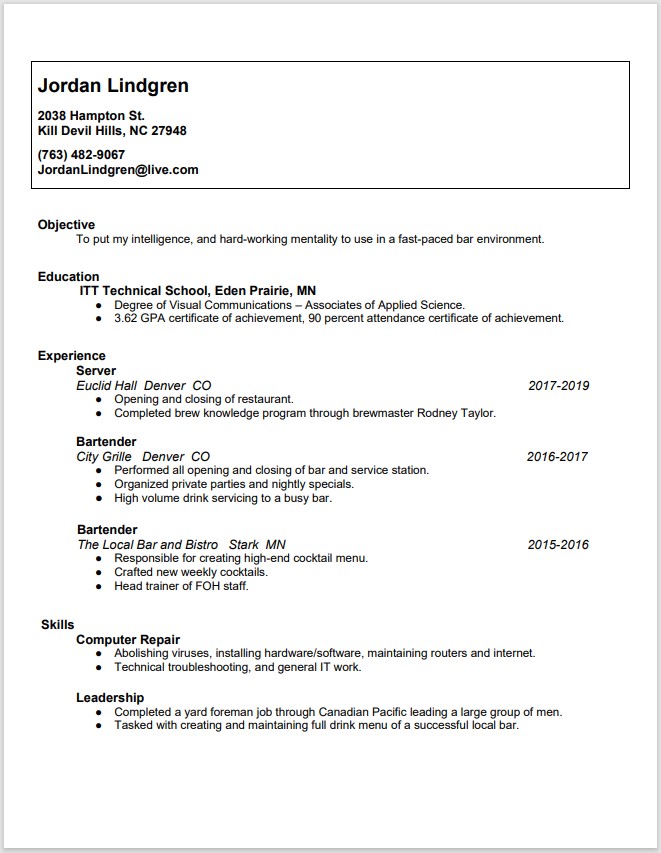 Jordan Lindgren
2038 Hampton St.
Kill Devil Hills, NC 27948
(763) 482-9067
JordanLindgren@live.com
Objective
To put my intelligence, and hard-working mentality to use in a fast-paced bar environment.
Education
ITT Technical School, Eden Prairie, MN
● Degree of Visual Communications – Associates of Applied Science.
● 3.62 GPA certificate of achievement, 90 percent attendance certificate of achievement.
Experience
Server
Euclid Hall Denver CO 2017-2019
● Opening and closing of restaurant.
● Completed brew knowledge program through brewmaster Rodney Taylor.
Bartender
City Grille Denver CO 2016-2017
● Performed all opening and closing of bar and service station.
● Organized private parties and nightly specials.
● High volume drink servicing to a busy bar.
Bartender
The Local Bar and Bistro Stark MN 2015-2016
● Responsible for creating high-end cocktail menu.
● Crafted new weekly cocktails.
● Head trainer of FOH staff.
Skills
Computer Repair
● Abolishing viruses, installing hardware/software, maintaining routers and internet.
● Technical troubleshooting, and general IT work.
Leadership
● Completed a yard foreman job through Canadian Pacific leading a large group of men.
● Tasked with creating and maintaining full drink menu of a successful local bar.